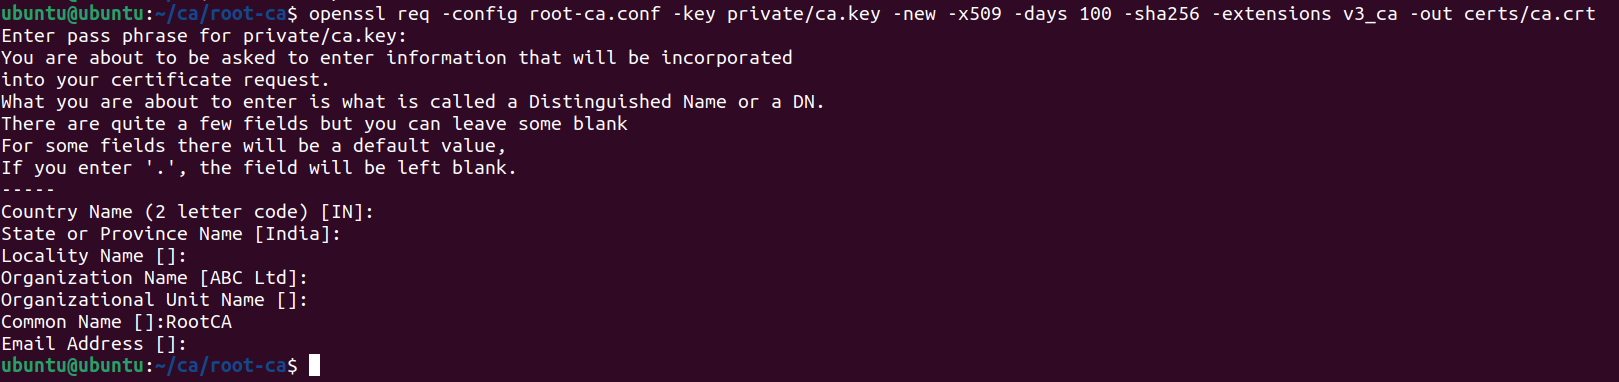 ubuntu@ubuntu:~/ca/root-ca$ openssl req -config root-ca.conf -key private/ca.key -new -x509 -days 100 -sha256 -extensions v3_ca -out certs/ca.crt
Enter pass phrase for private/ca.key:
You are about to be asked to enter information that will be incorporated
into your certificate request.
What you are about to enter is what is called a Distinguished Name or a DN.
There are quite a few fields but you can leave some blank
For some fields there will be a default value,
If you enter '.', the field will be left blank.
-----
Country Name (2 letter code) [IN]:
State or Province Name [India]:
Locality Name []:
Organization Name [ABC Ltd]:
Organizational Unit Name []:
Common Name []:RootCA
Email Address []:
ubuntu@ubuntu:~/ca/root-ca$